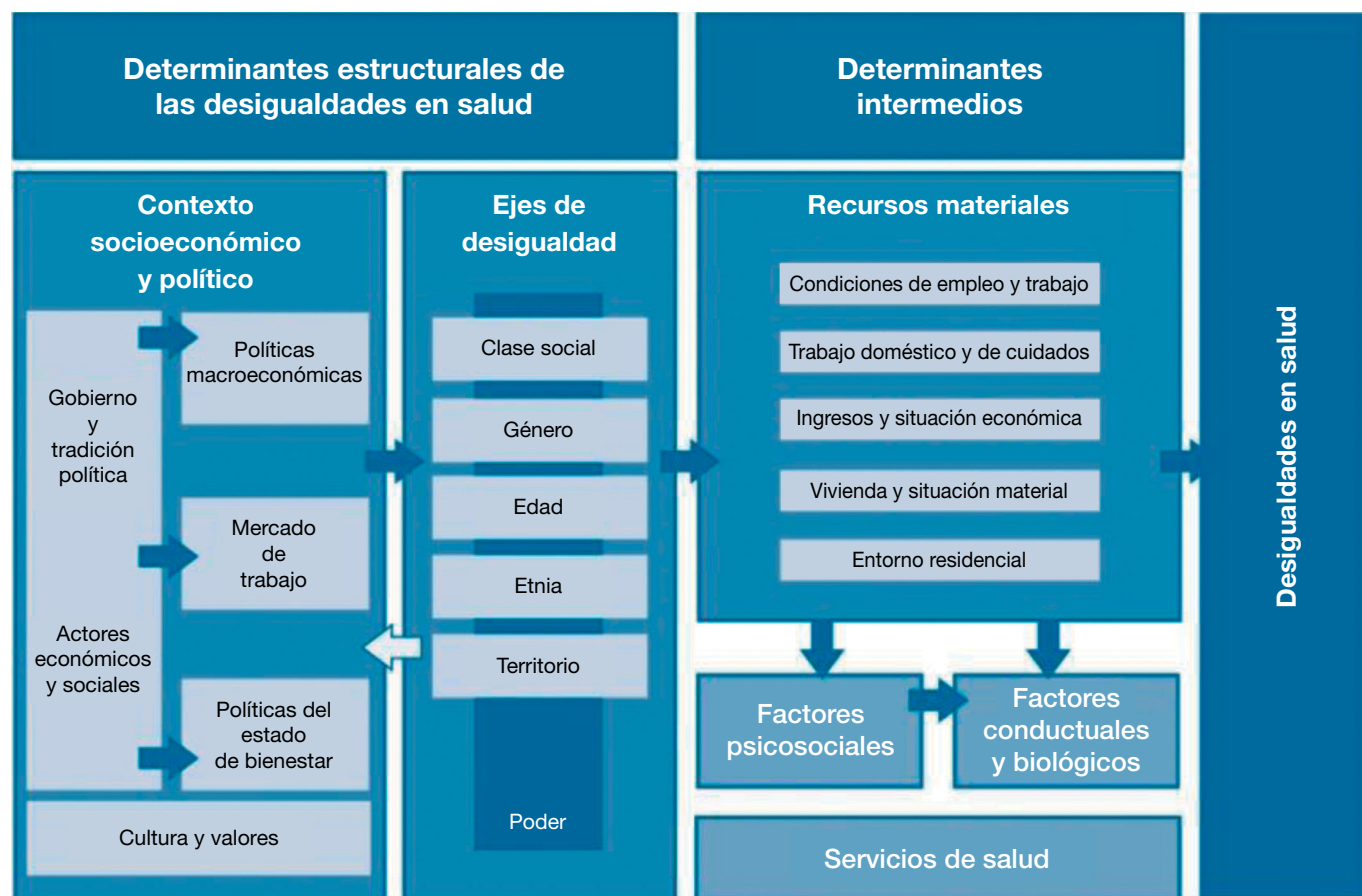 Determinantes estructurales de
las desigualdades en salud
Determinantes
intermedios
Contexto
socioeconómico
y político
Gobierno
y
tradición
política
Actores
económicos
y sociales
Políticas
macroeconómicas
Mercado
de
trabajo
Políticas del
estado
de bienestar
Cultura y valores
Ejes de
desigualdad
Clase social
Género
Edad
Etnia
Territorio
Poder
Recursos materiales
Condiciones de empleo y trabajo
Trabajo doméstico y de cuidados
Ingresos y situación económica
Vivienda y situación material
Entorno residencial
Factores
psicosociales
Factores
conductuales
y biológicos
Servicios de salud
Desigualdades en salud